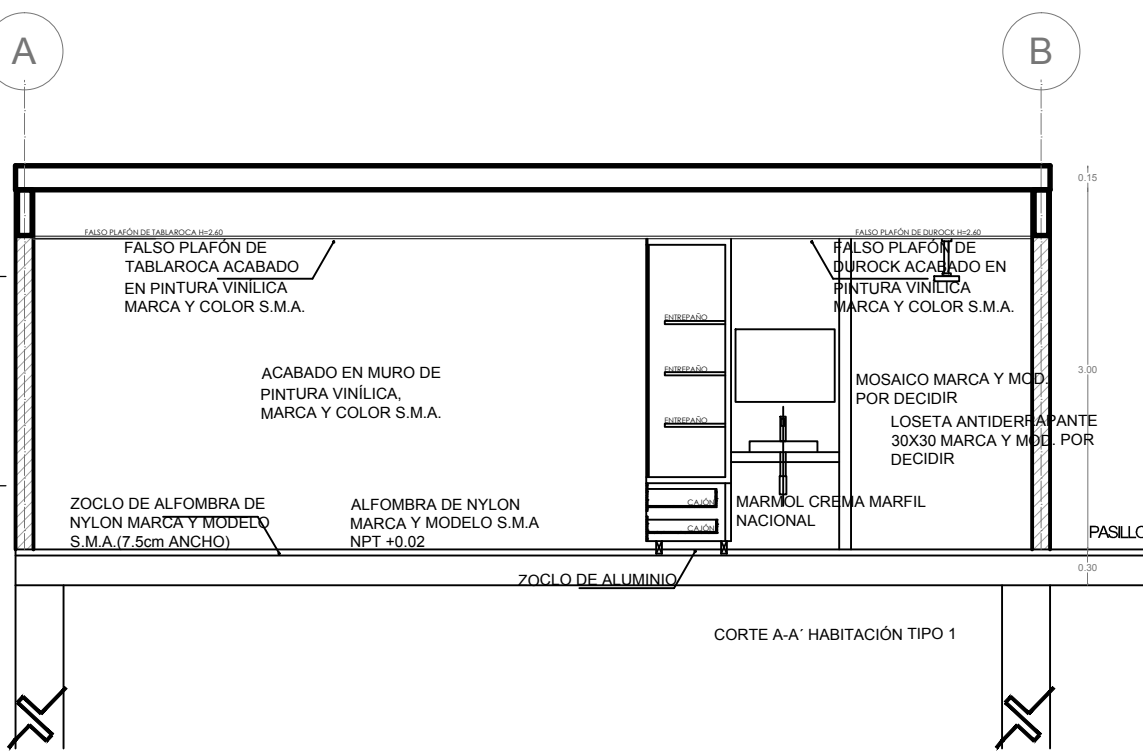 A
B
0.15
FALSO PLAFÓN DE TABLAROCA H=2.60
FALSO PLAFÓN DE
TABLAROCA ACABADO
EN PINTURA VINÍLICA
MARCA Y COLOR S.M.A.
FALSO PLAFÓN DE DUROCK H=2.60
FALSO PLAFÓN DE
DUROCK ACABADO EN
PINTURA VINÍLICA
MARCA Y COLOR S.M.A.
ENTREPAÑO
ENTREPAÑO
ENTREPAÑO
ACABADO EN MURO DE
PINTURA VINÍLICA,
MARCA Y COLOR S.M.A.
3.00
MOSAICO MARCA Y MOD.
POR DECIDIR
LOSETA ANTIDERRAPANTE
30X30 MARCA Y MOD. POR
DECIDIR
ZOCLO DE ALFOMBRA DE
NYLON MARCA Y MODELO
S.M.A.(7.5cm ANCHO)
ALFOMBRA DE NYLON
MARCA Y MODELO S.M.A
NPT +0.02
CAJÓN
CAJÓN
MARMOL CREMA MARFIL
NACIONAL
PASILLO
0.30
ZOCLO DE ALUMINIO
CORTE A-A´ HABITACIÓN TIPO 1